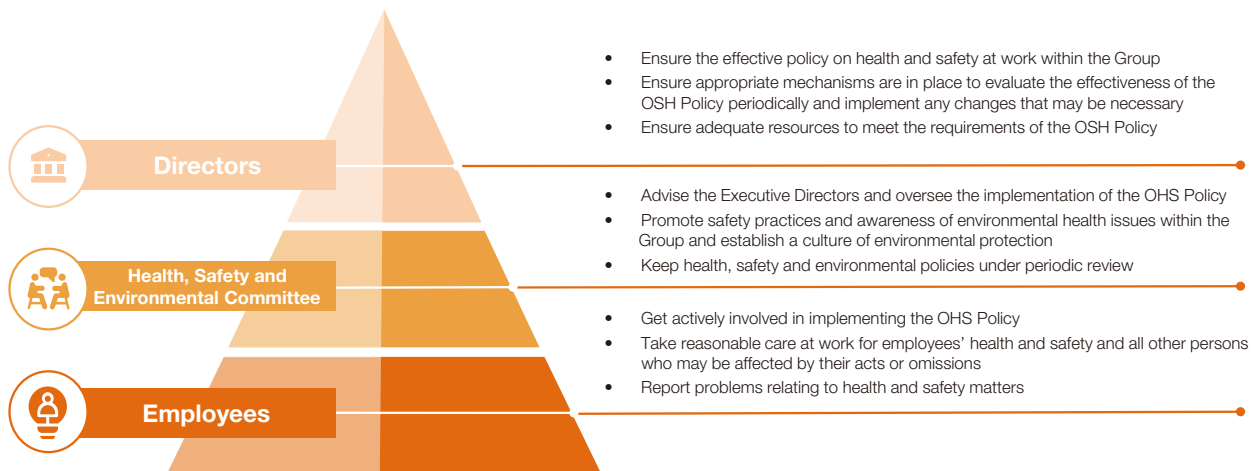 • Ensure the effective policy on health and safety at work within the Group
• Ensure appropriate mechanisms are in place to evaluate the effectiveness of the
OSH Policy periodically and implement any changes that may be necessary
• Ensure adequate resources to meet the requirements of the OSH Policy
Directors
• Advise the Executive Directors and oversee the implementation of the OHS Policy
• Promote safety practices and awareness of environmental health issues within the
Group and establish a culture of environmental protection
• Keep health, safety and environmental policies under periodic review
Health, Safety and
Environmental Committee
• Get actively involved in implementing the OHS Policy
• Take reasonable care at work for employees’ health and safety and all other persons
who may be affected by their acts or omissions
• Report problems relating to health and safety matters
Employees